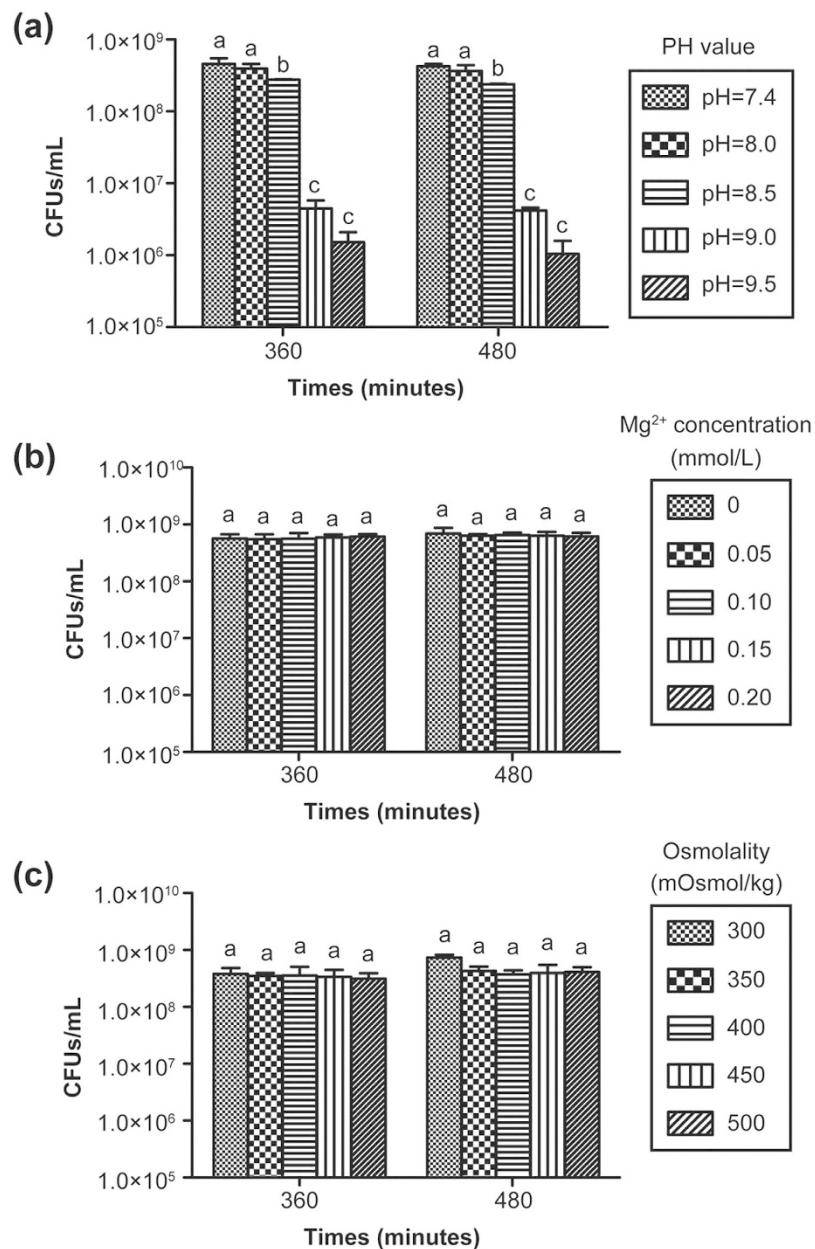 (a)
1.0×10⁹
1.0×10⁸
1.0×10⁷
1.0×10⁶
1.0×10⁵
CFUs/mL
a a b c c
a a b c c
360 480
Times (minutes)
PH value
pH=7.4
pH=8.0
pH=8.5
pH=9.0
pH=9.5
(b)
1.0×10¹⁰
1.0×10⁹
1.0×10⁸
1.0×10⁷
1.0×10⁶
1.0×10⁵
CFUs/mL
a a a a a
a a a a a
360 480
Times (minutes)
Mg²⁺ concentration
(mmol/L)
0
0.05
0.10
0.15
0.20
(c)
1.0×10¹⁰
1.0×10⁹
1.0×10⁸
1.0×10⁷
1.0×10⁶
1.0×10⁵
CFUs/mL
a a a a a
a a a a a
360 480
Times (minutes)
Osmolality
(mOsmol/kg)
300
350
400
450
500